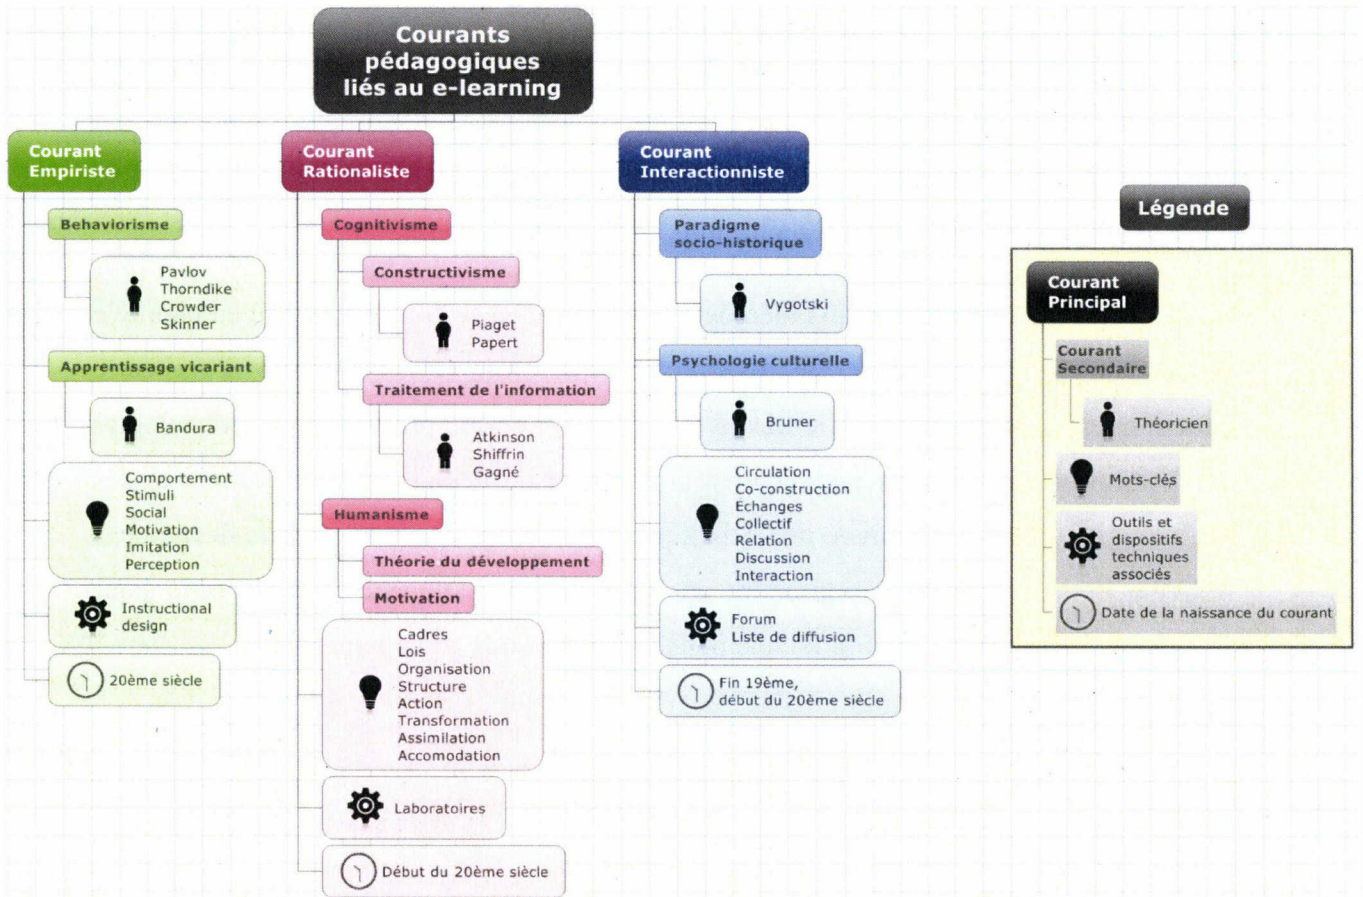 Courants
pédagogiques
liés au e-learning
Courant
Empiriste
Behaviorisme
Pavlov
Thorndike
Crowder
Skinner
Apprentissage vicariant
Bandura
Comportement
Stimuli
Social
Motivation
Imitation
Perception
Instructional
design
20ème siècle
Courant
Rationaliste
Cognitivisme
Constructivisme
Piaget
Papert
Traitement de l'information
Atkinson
Shiffrin
Gagné
Humanisme
Théorie du développement
Motivation
Cadres
Lois
Organisation
Structure
Action
Transformation
Assimilation
Accomodation
Laboratoires
Début du 20ème siècle
Courant
Interactionniste
Paradigme
socio-historique
Vygotski
Psychologie culturelle
Bruner
Circulation
Co-construction
Echanges
Collectif
Relation
Discussion
Interaction
Forum
Liste de diffusion
Fin 19ème,
début du 20ème siècle
Légende
Courant
Principal
Courant
Secondaire
Théoricien
Mots-clés
Outils et
dispositifs
techniques
associés
Date de la naissance du courant